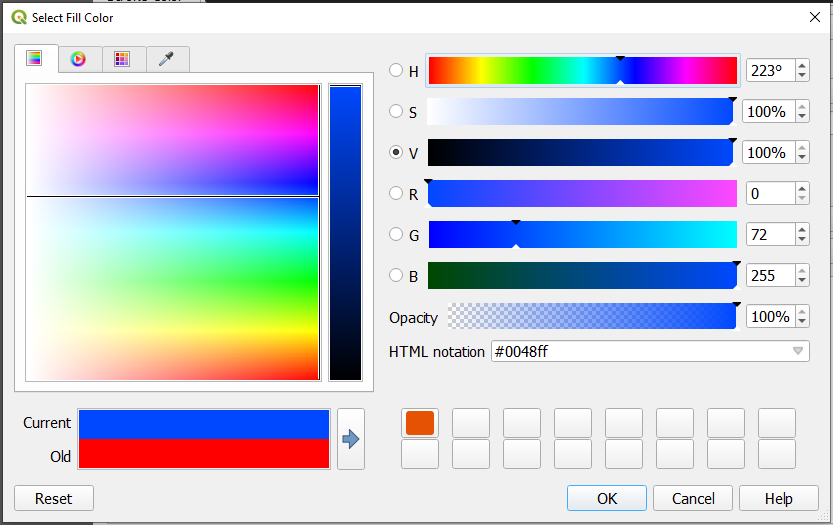 Select Fill Color
H 223°
S 100%
V 100%
R 0
G 72
B 255
Opacity 100%
HTML notation #0048ff
Current
Old
Reset OK Cancel Help